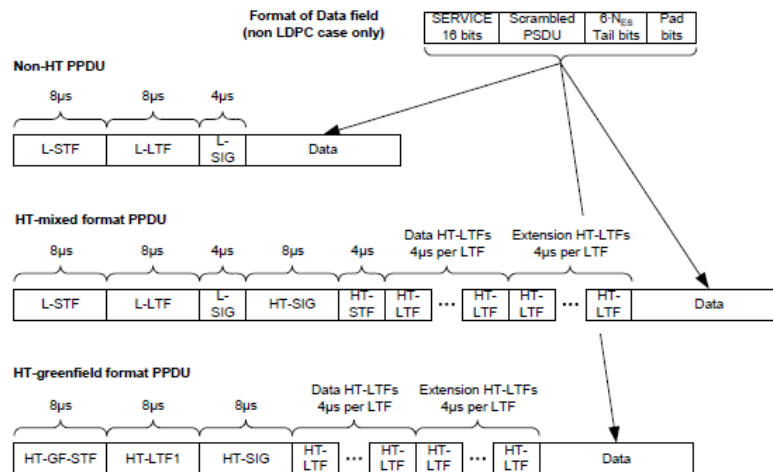 Format of Data field
(non LDPC case only)
SERVICE
16 bits
Scrambled
PSDU
6·NES
Tail bits
Pad
bits
Non-HT PPDU
8µs
8µs
4µs
L-STF
L-LTF
L-
SIG
Data
HT-mixed format PPDU
Data HT-LTFs
4µs per LTF
Extension HT-LTFs
4µs per LTF
8µs
8µs
4µs
8µs
4µs
L-STF
L-LTF
L-
SIG
HT-SIG
HT-
STF
HT-
LTF
...
HT-
LTF
HT-
LTF
...
HT-
LTF
Data
HT-greenfield format PPDU
Data HT-LTFs
4µs per LTF
Extension HT-LTFs
4µs per LTF
8µs
8µs
8µs
HT-GF-STF
HT-LTF1
HT-SIG
HT-
LTF
...
HT-
LTF
HT-
LTF
...
HT-
LTF
Data